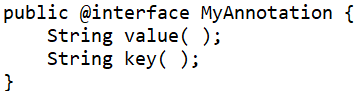 public @interface MyAnnotation {
    String value( );
    String key( );
}